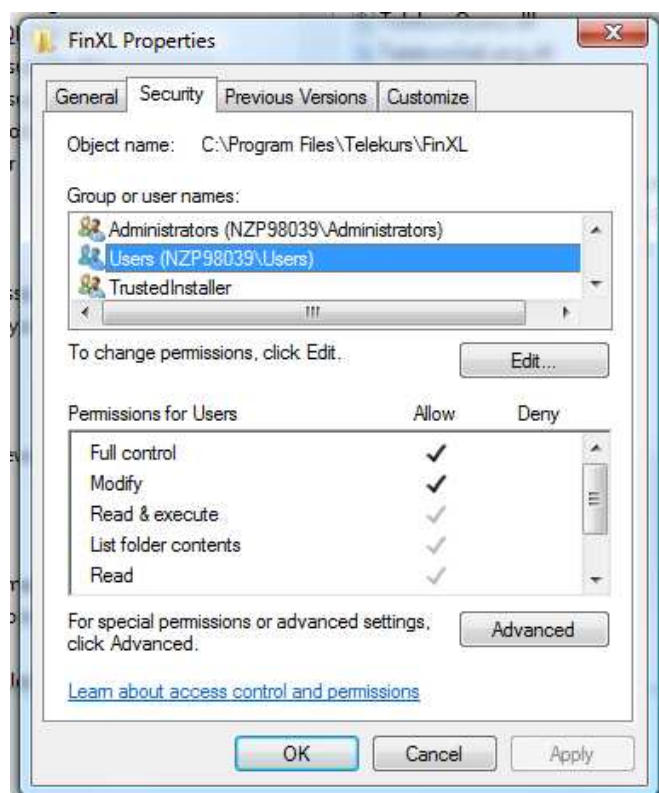 FinXL Properties
General Security Previous Versions Customize
Object name: C:\Program Files\Telekurs\FinXL
Group or user names:
Administrators (NZP98039\Administrators)
Users (NZP98039\Users)
TrustedInstaller
To change permissions, click Edit.
Edit...
Permissions for Users Allow Deny
Full control
Modify
Read & execute
List folder contents
Read
For special permissions or advanced settings,
click Advanced.
Advanced
Learn about access control and permissions
OK Cancel Apply